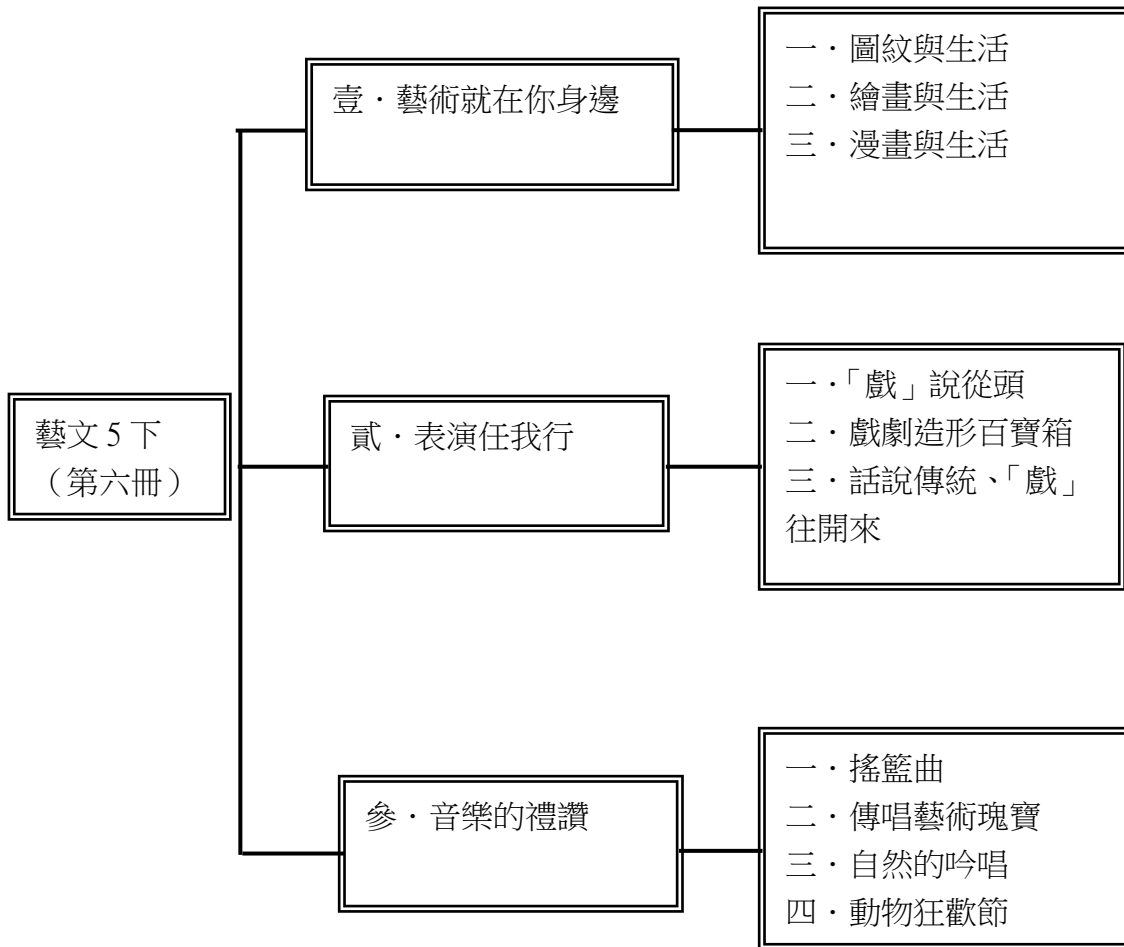 藝文 5 下
（第六冊）
壹．藝術就在你身邊
一．圖紋與生活
二．繪畫與生活
三．漫畫與生活
貳．表演任我行
一．「戲」說從頭
二．戲劇造形百寶箱
三．話說傳統、「戲」
往開來
參．音樂的禮讚
一．搖籃曲
二．傳唱藝術瑰寶
三．自然的吟唱
四．動物狂歡節